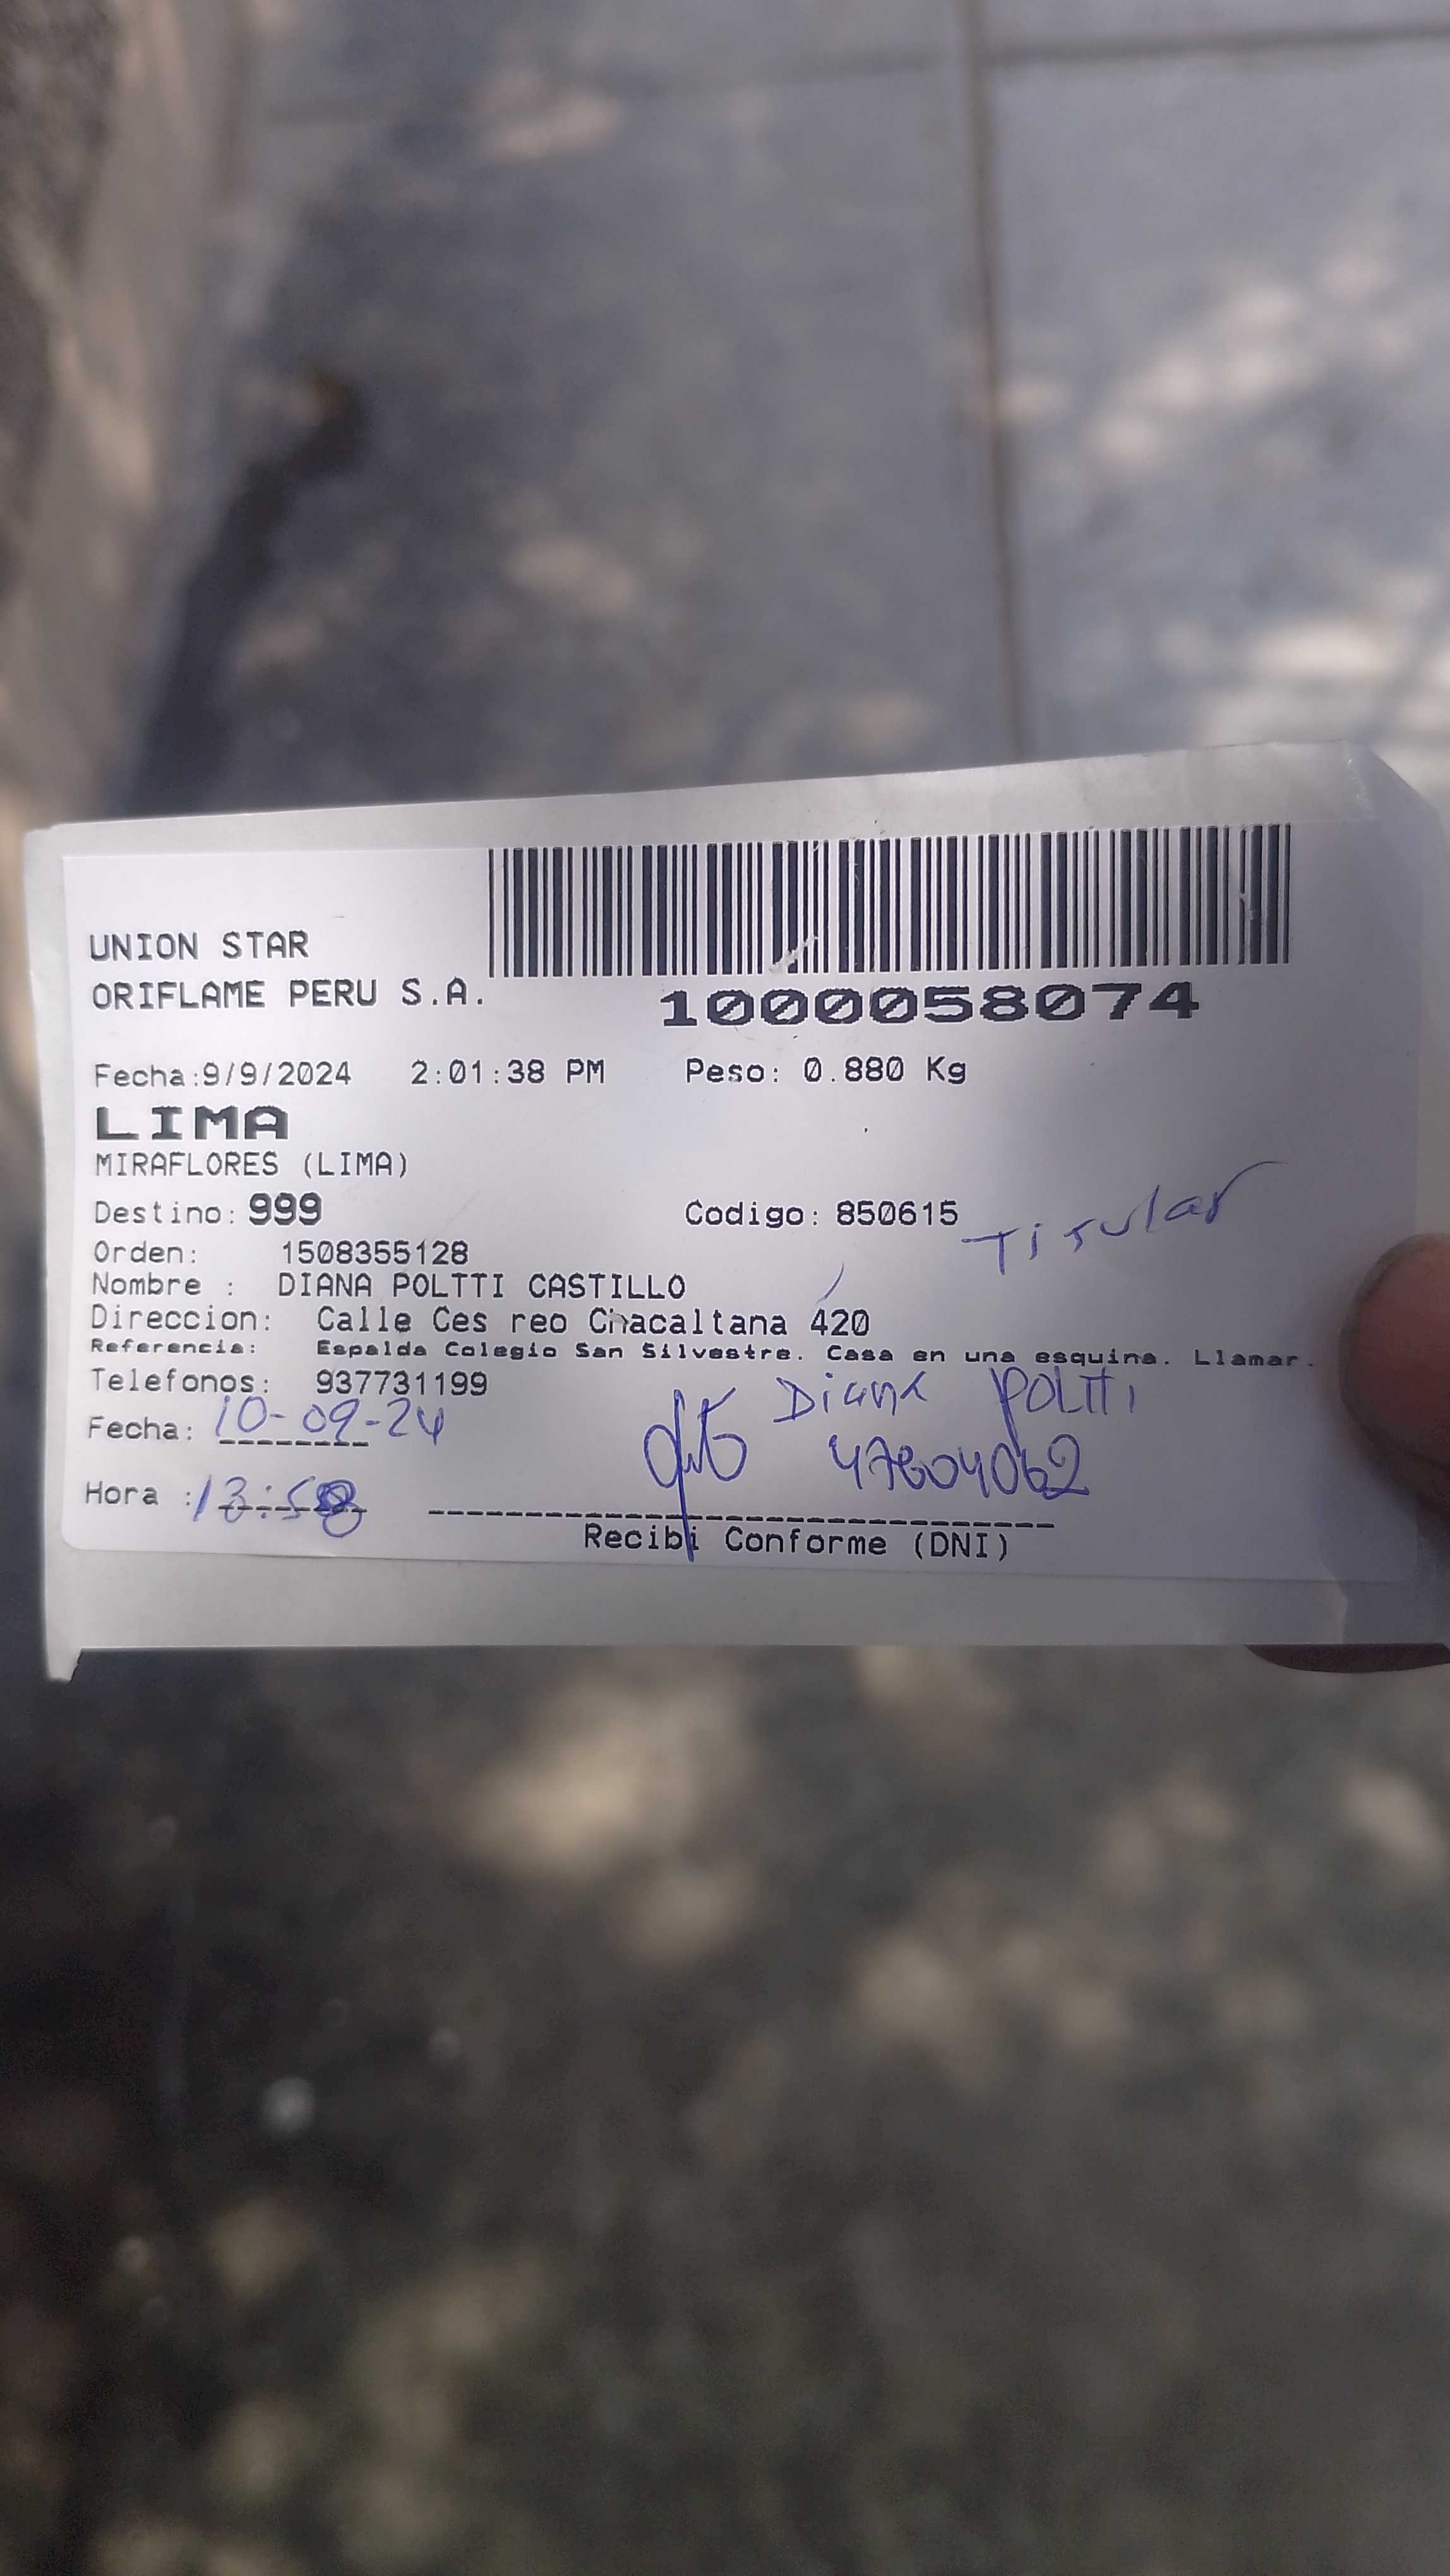 UNION STAR
ORIFLAME PERU S.A.
1000058074
Fecha:9/9/2024 2:01:38 PM Peso: 0.880 Kg
LIMA
MIRAFLORES (LIMA)
Destino: 999 Codigo: 850615
Titular
Orden: 1508355128
Nombre : DIANA POLTTI CASTILLO
Direccion: Calle Ces reo Chacaltana 420
Referencia: Espalda Colegio San Silvestre. Casa en una esquina. Llamar.
Telefonos: 937731199
Diana POLTTI
Fecha: 10-09-24
47804062
Hora : 13:58
Recibi Conforme (DNI)